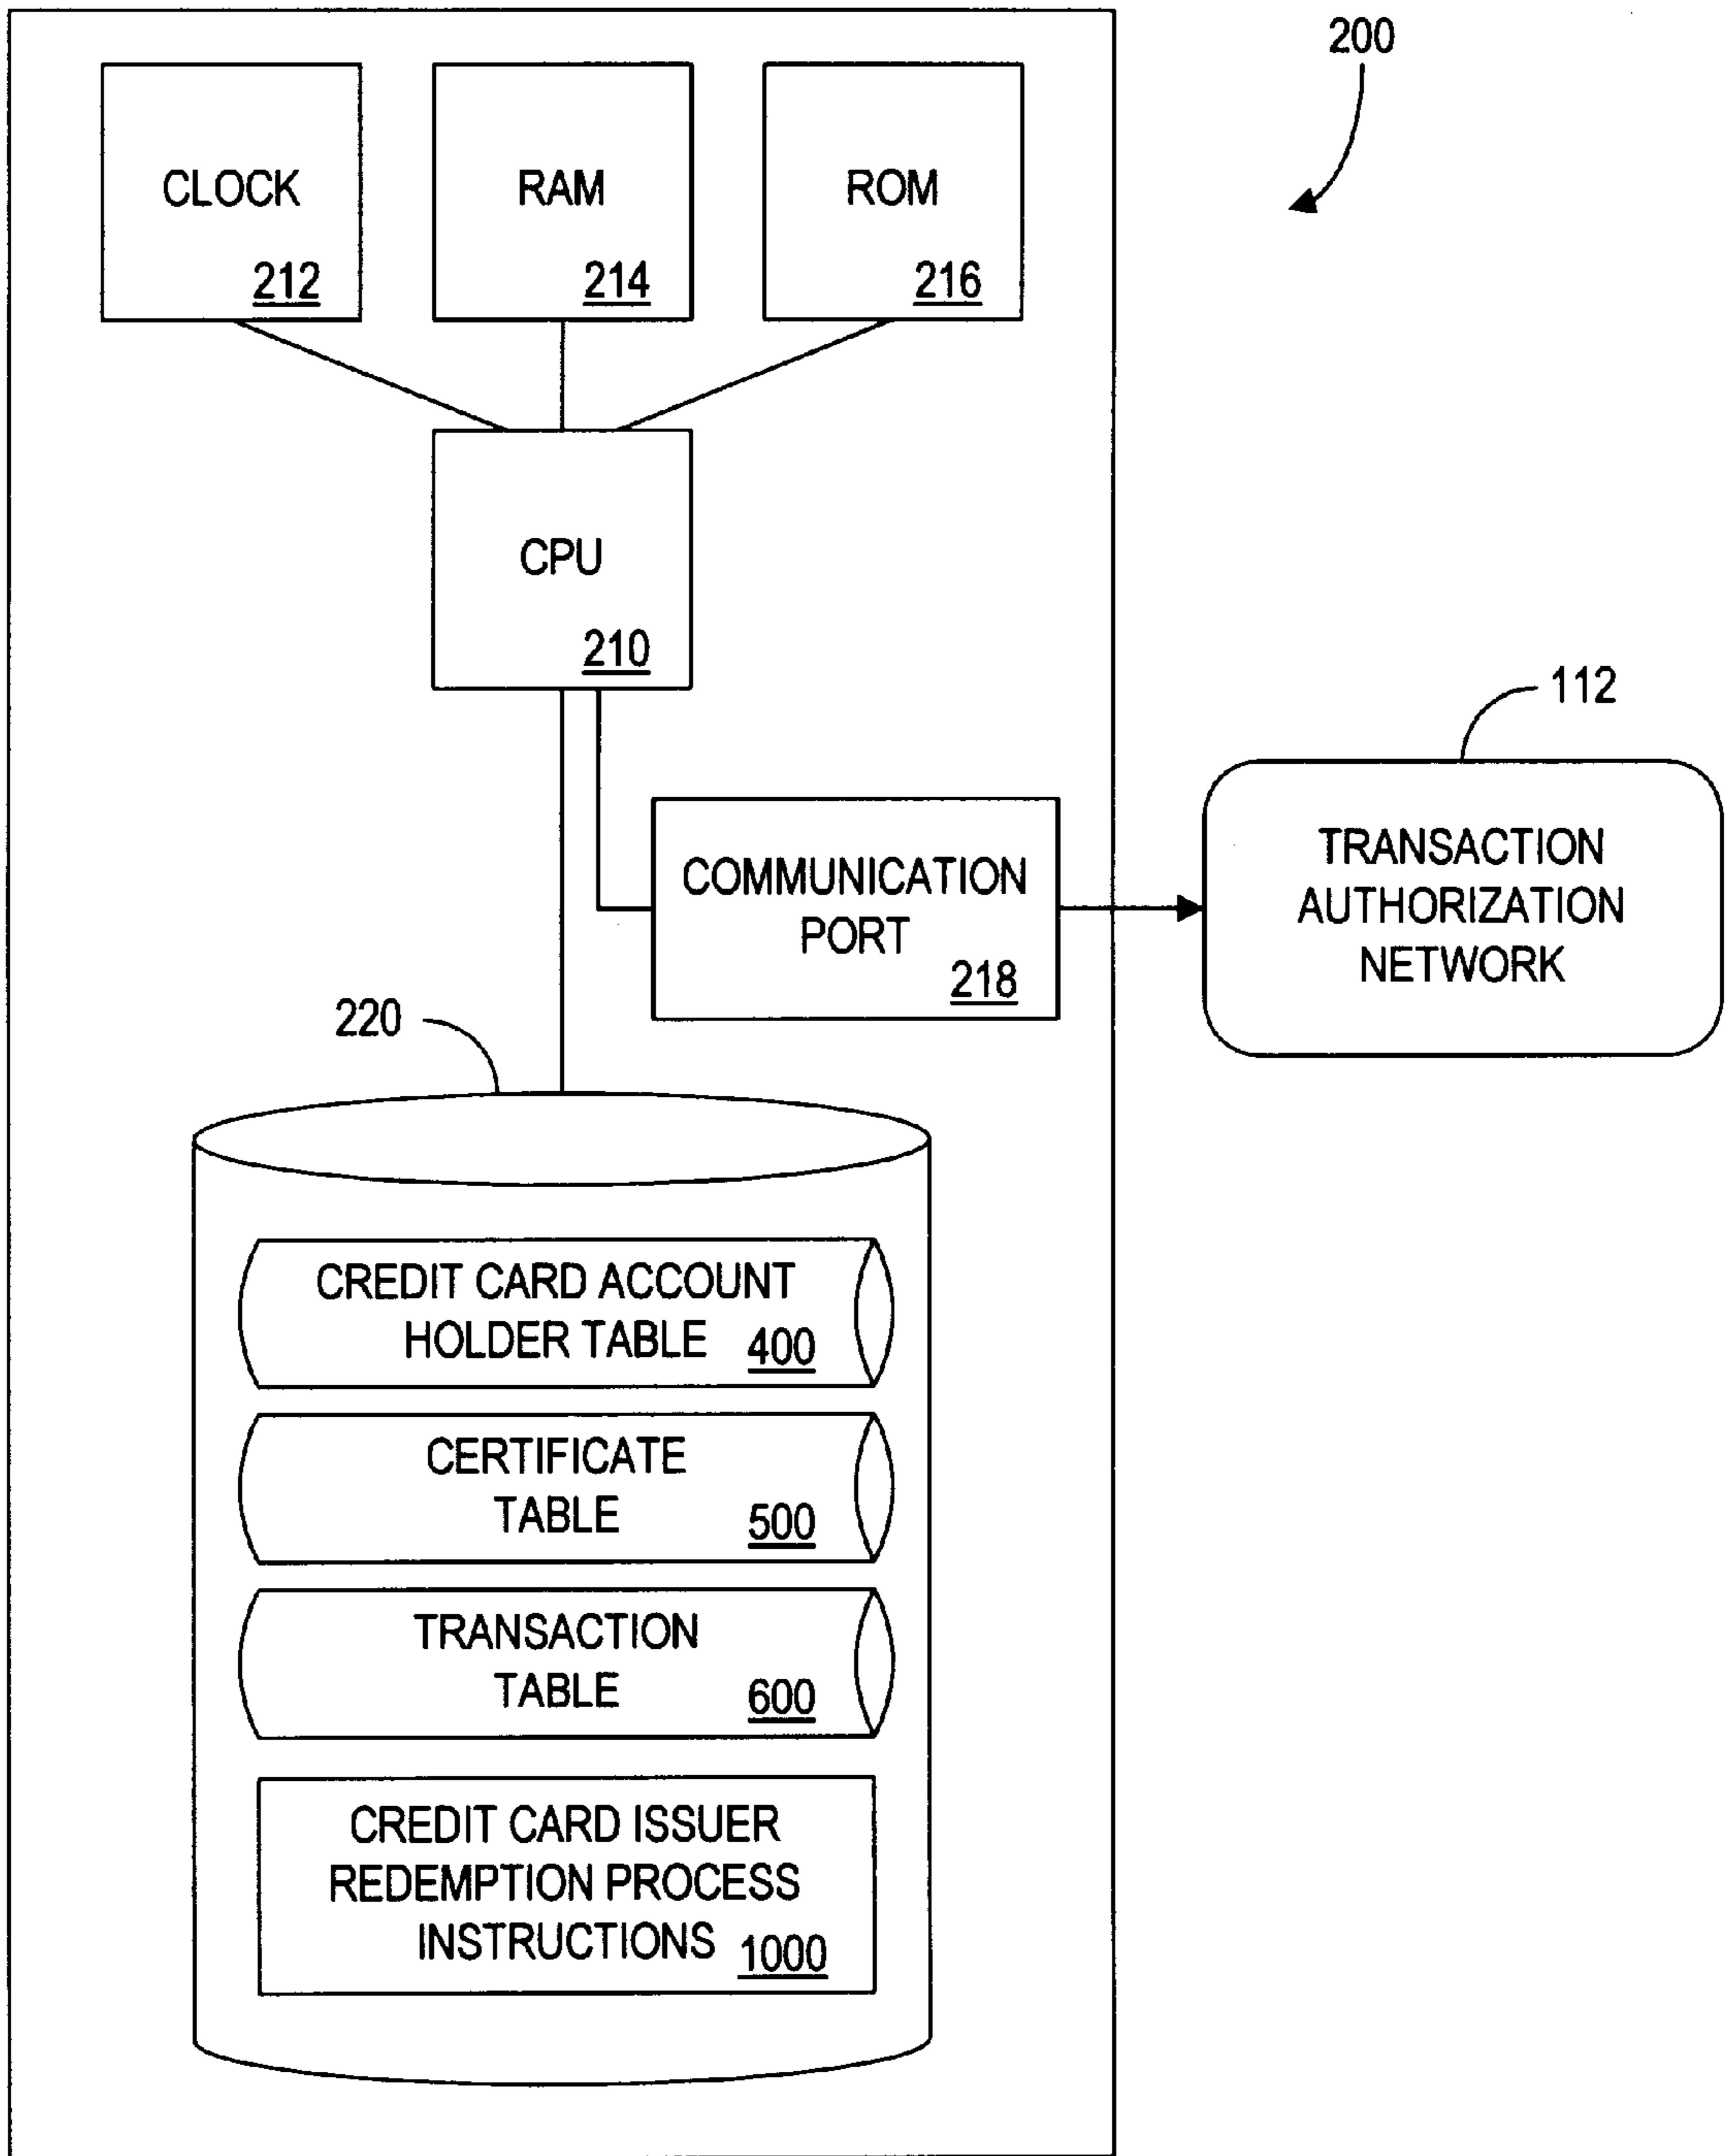 200
CLOCK
212
RAM
214
ROM
216
CPU
210
112
COMMUNICATION
PORT
218
TRANSACTION
AUTHORIZATION
NETWORK
220
CREDIT CARD ACCOUNT
HOLDER TABLE 400
CERTIFICATE
TABLE 500
TRANSACTION
TABLE 600
CREDIT CARD ISSUER
REDEMPTION PROCESS
INSTRUCTIONS 1000